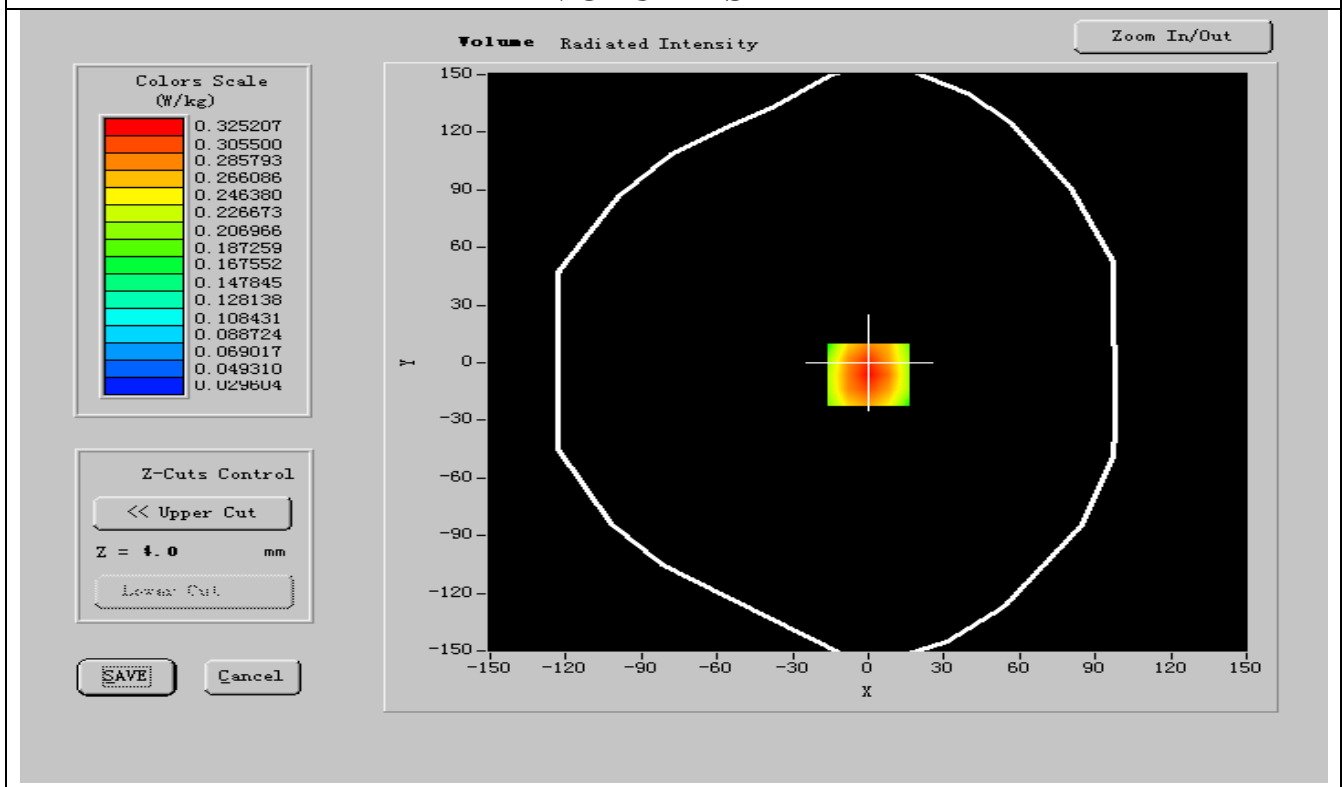 Volume Radiated Intensity
Zoom In/Out
Colors Scale
(W/kg)
0.325207
0.305500
0.285793
0.266086
0.246380
0.226673
0.206966
0.187259
0.167552
0.147845
0.128138
0.108431
0.088724
0.069017
0.049310
0.029604
Z-Cuts Control
<< Upper Cut
Z = 4.0 mm
Lower Cut
SAVE
Cancel
150
120
90
60
30
0
-30
-60
-90
-120
-150
Y
-150 -120 -90 -60 -30 0 30 60 90 120 150
X